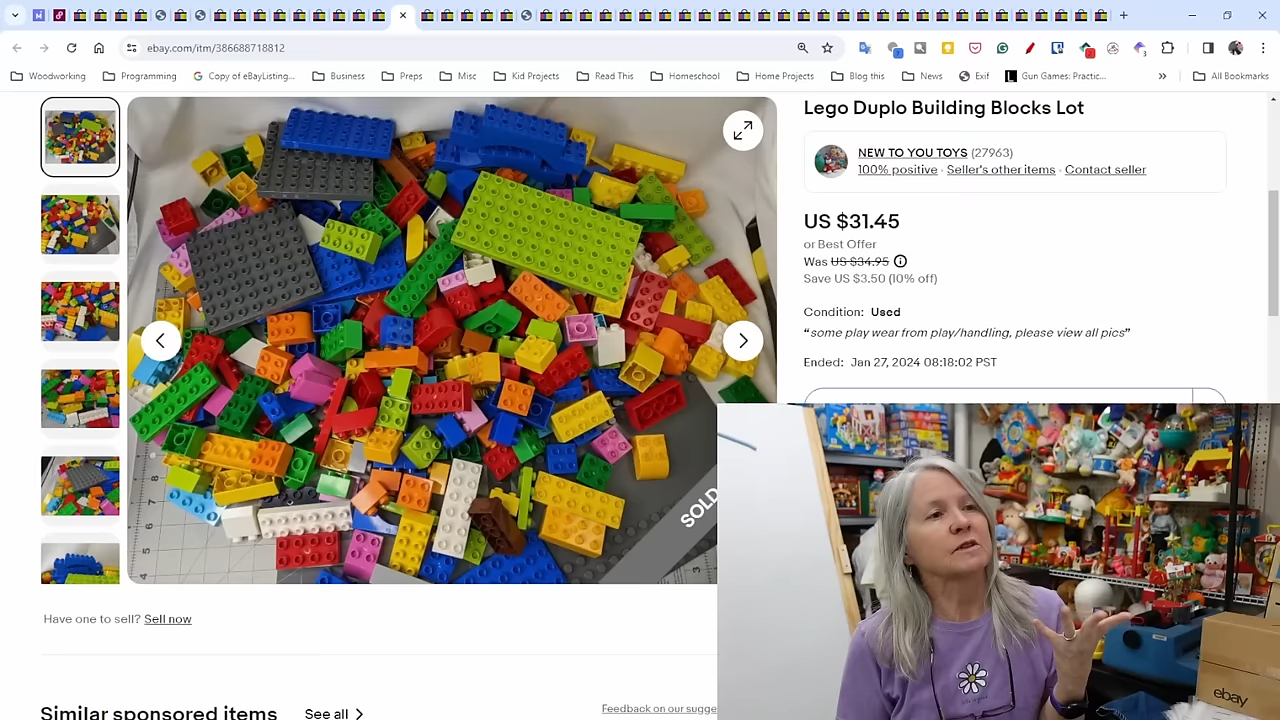 ebay.com/itm/386688718812
Woodworking
Programming
Copy of eBayListing...
Business
Preps
Misc
Kid Projects
Read This
Homeschool
Home Projects
Blog this
News
Exif
Gun Games: Practic...
All Bookmarks
Lego Duplo Building Blocks Lot
NEW TO YOU TOYS (27963)
100% positive · Seller's other items · Contact seller
US $31.45
or Best Offer
Was US $34.95
Save US $3.50 (10% off)
Condition: Used
“some play wear from play/handling, please view all pics”
Ended: Jan 27, 2024 08:18:02 PST
SOLD
Have one to sell? Sell now
Similar sponsored items See all
Feedback on our sugge
ebay